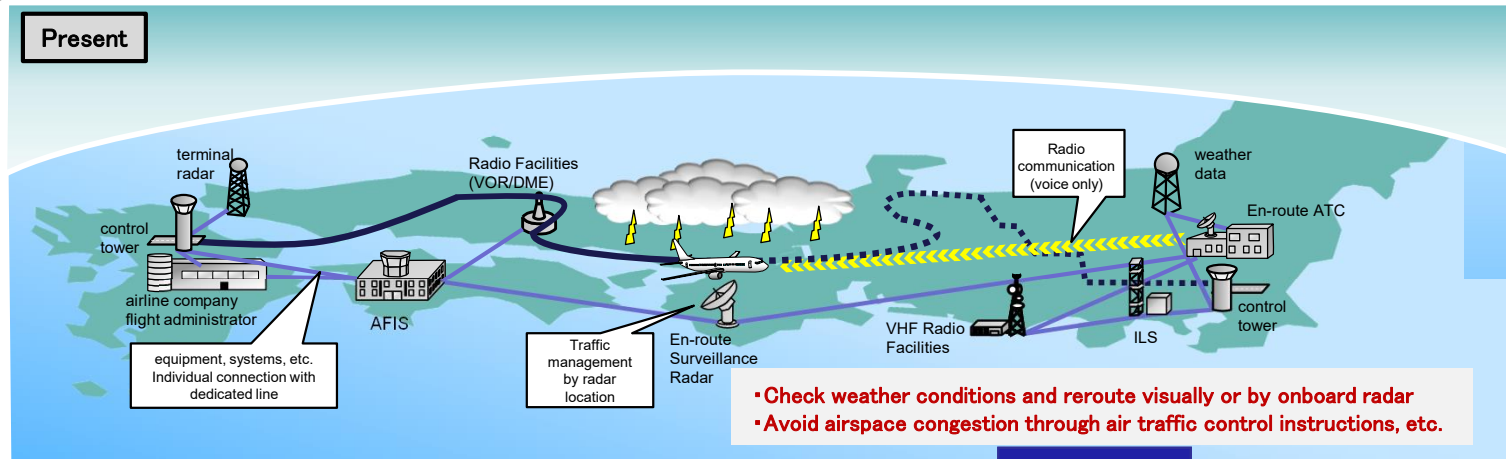 Present
terminal
radar
control
tower
airline company
flight administrator
equipment, systems, etc.
Individual connection with
dedicated line
AFIS
Radio Facilities
(VOR/DME)
Traffic
management
by radar
location
En-route
Surveillance
Radar
Radio
communication
(voice only)
weather
data
En-route ATC
VHF Radio
Facilities
ILS
control
tower
・Check weather conditions and reroute visually or by onboard radar
・Avoid airspace congestion through air traffic control instructions, etc.